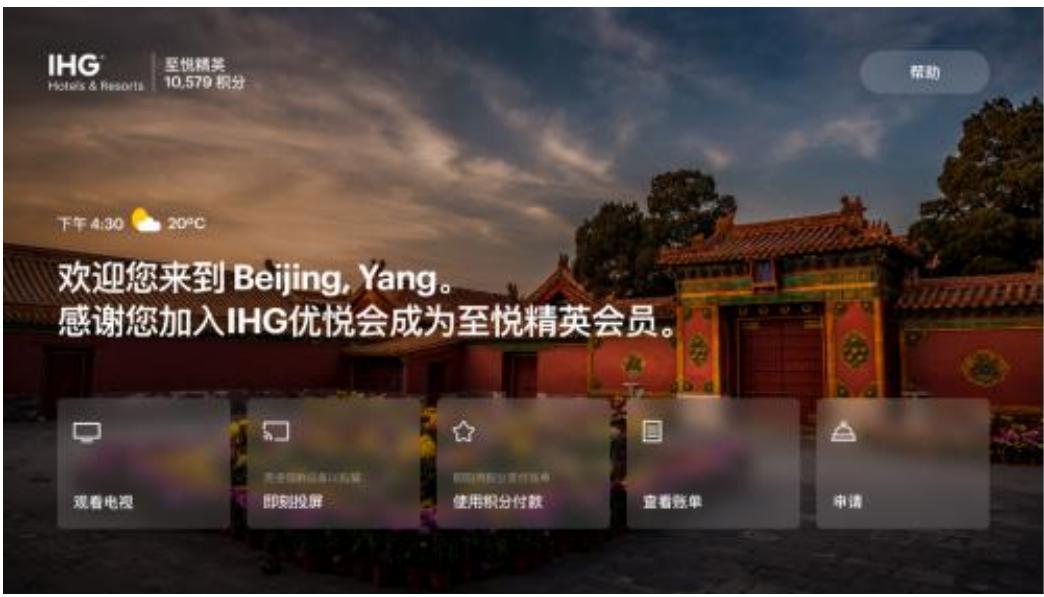 IHG
Hotels & Resorts
至悦精英
10,579 积分
帮助
下午 4:30
20°C
欢迎您来到 Beijing, Yang。
感谢您加入IHG优悦会成为至悦精英会员。
观看电视
即刻投屏
使用积分付款
查看账单
申请